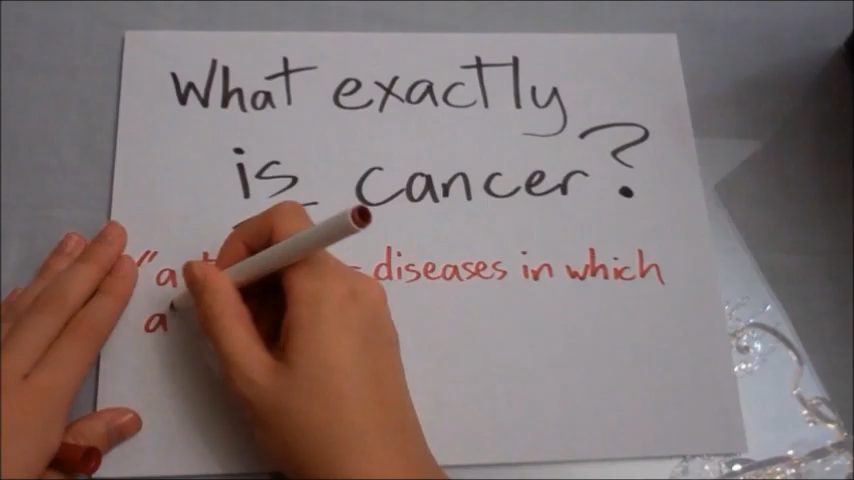 What exactly
is cancer?
"a diseases in which
a